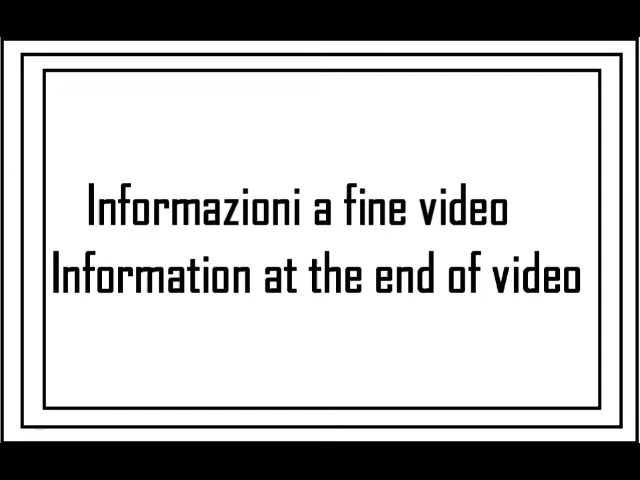 Informazioni a fine video
Information at the end of video